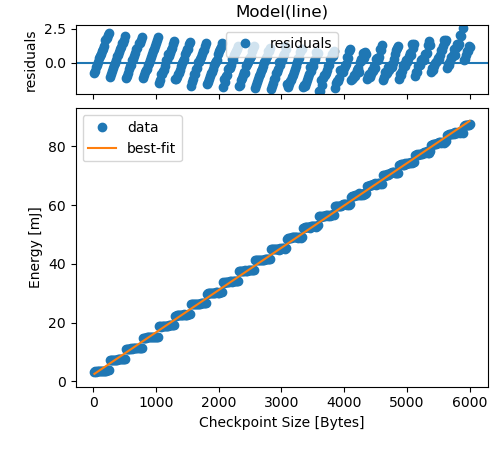 Model(line)
2.5
0.0
residuals
residuals
data
best-fit
80
60
40
20
0
Energy [mJ]
0 1000 2000 3000 4000 5000 6000
Checkpoint Size [Bytes]